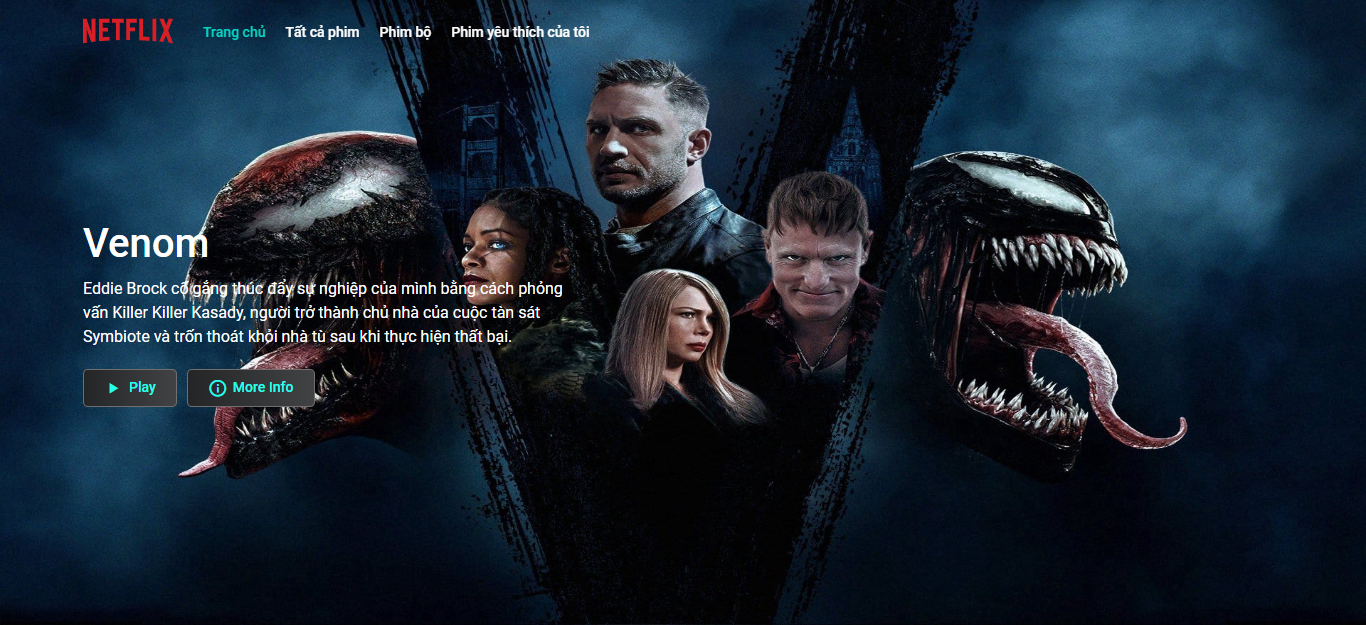 NETFLIX
Trang chủ
Tất cả phim
Phim bộ
Phim yêu thích của tôi
Venom
Eddie Brock cố gắng thúc đẩy sự nghiệp của mình bằng cách phỏng
vấn Killer Killer Kasady, người trở thành chủ nhà của cuộc tàn sát
Symbiote và trốn thoát khỏi nhà tù sau khi thực hiện thất bại.
Play
More Info